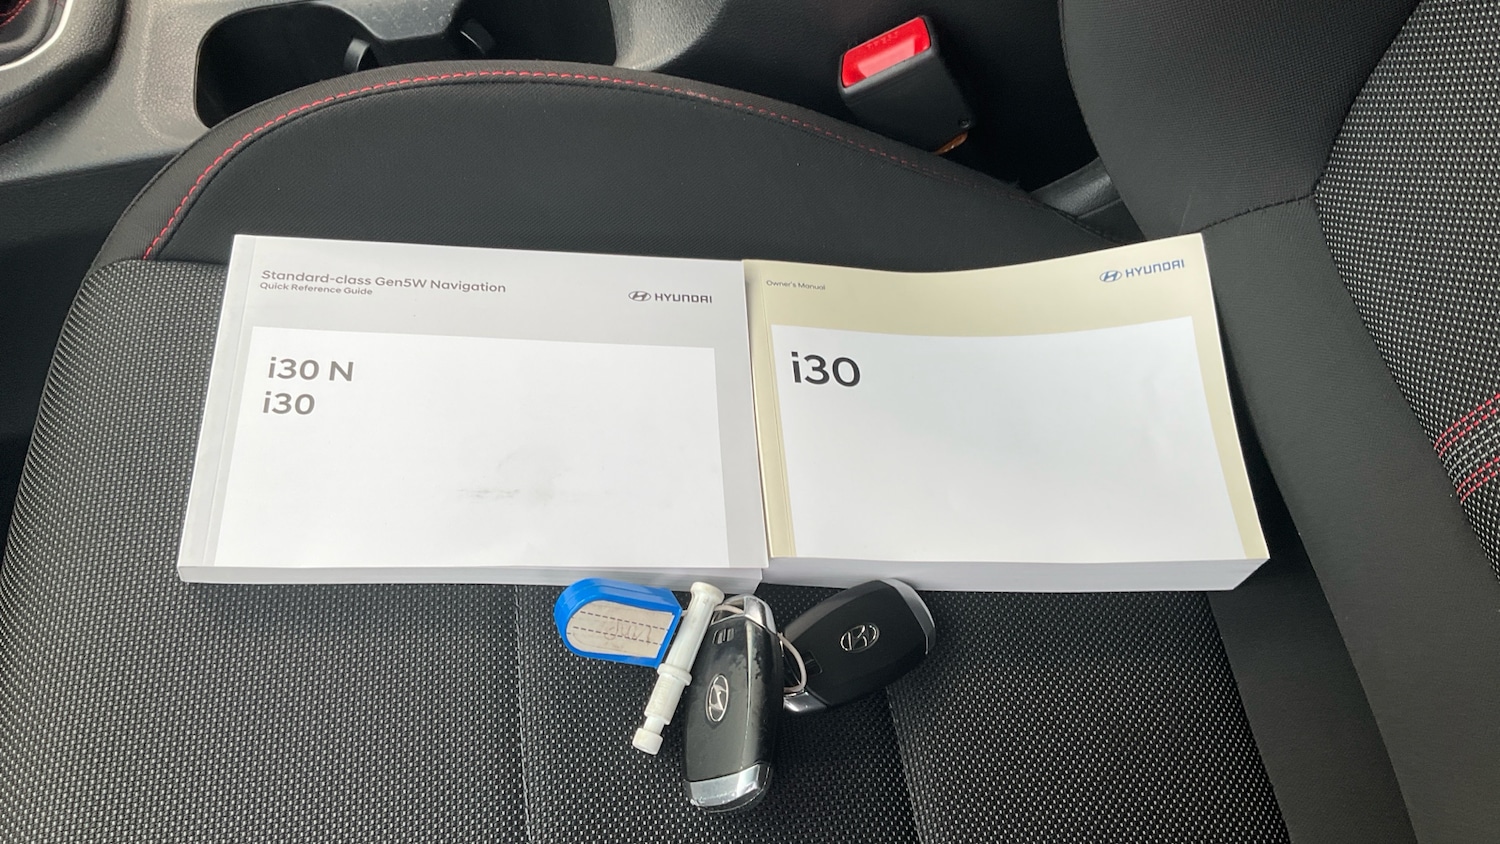 Standard-class Gen5W Navigation
Quick Reference Guide
HYUNDAI
i30 N
i30
Owner's Manual
HYUNDAI
i30